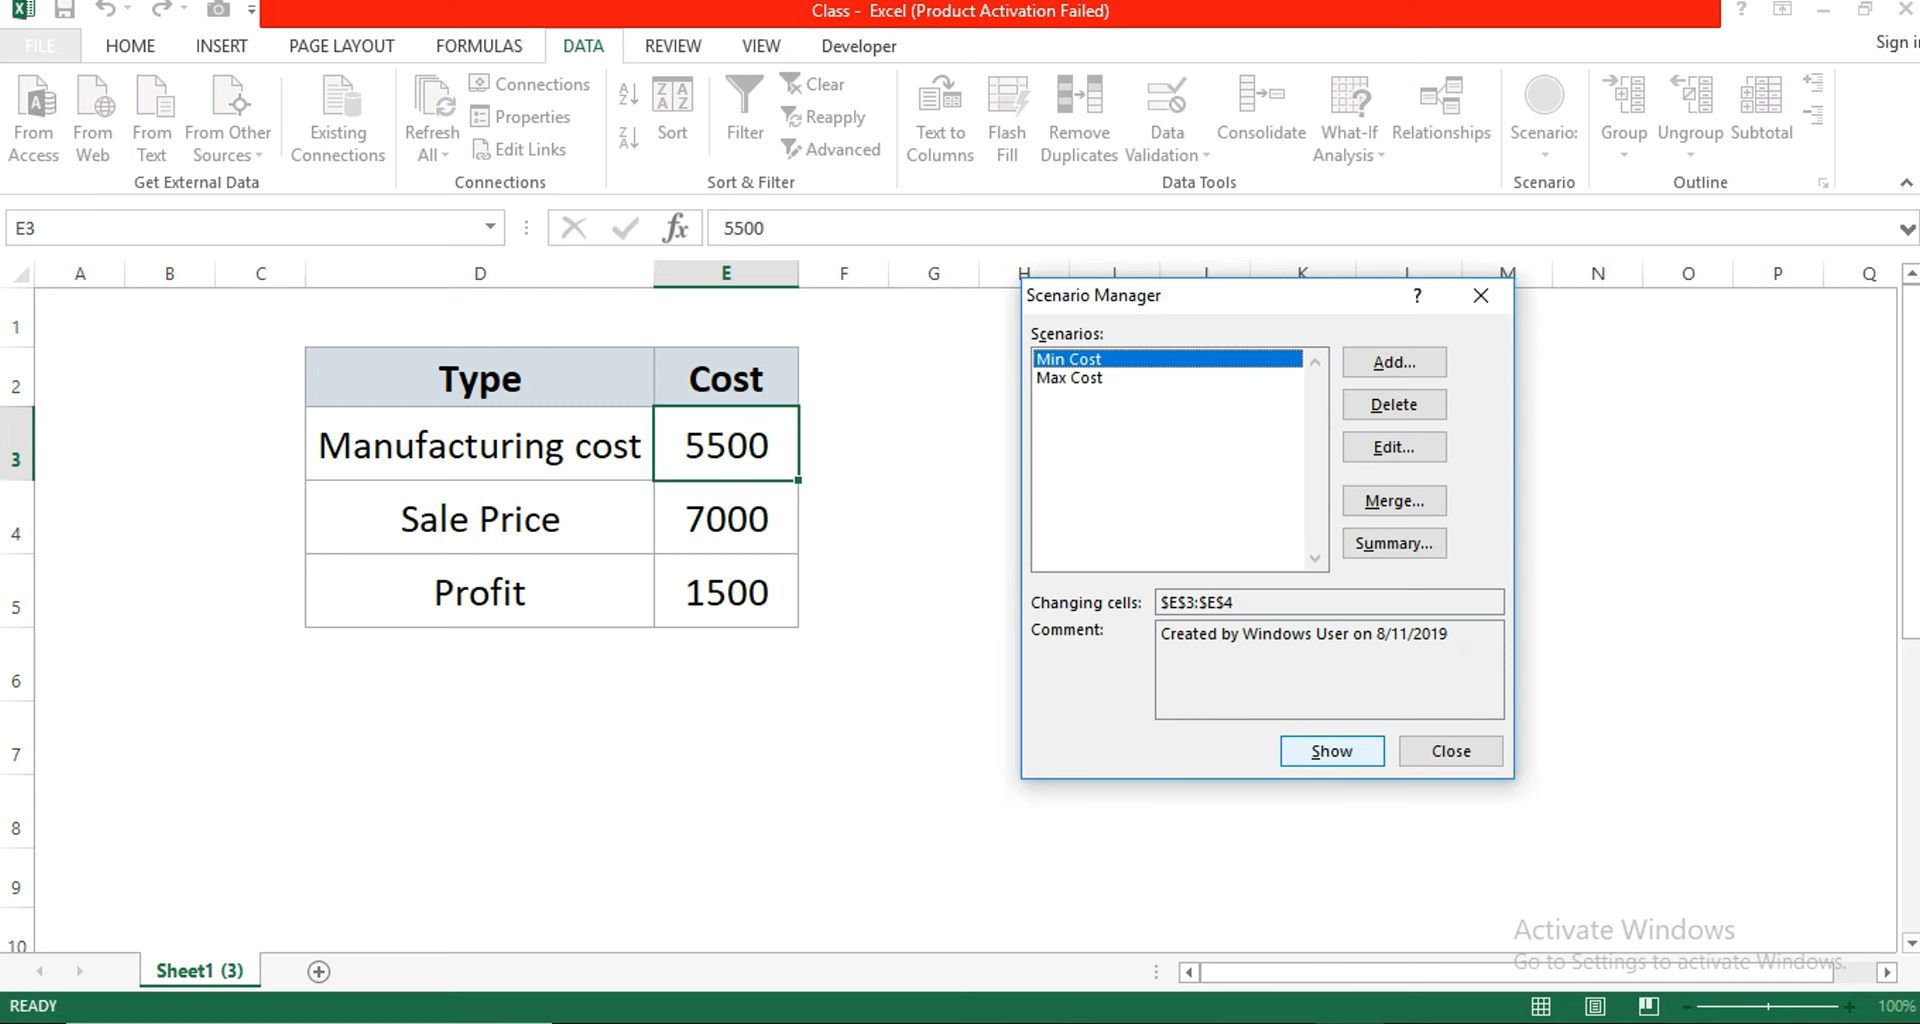 Class - Excel (Product Activation Failed)
?
FILE HOME INSERT PAGE LAYOUT FORMULAS DATA REVIEW VIEW Developer
Sign in
From Access
From Web
From Text
From Other Sources
Existing Connections
Refresh All
Connections
Properties
Edit Links
Sort
Filter
Clear
Reapply
Advanced
Text to Columns
Flash Fill
Remove Duplicates
Data Validation
Consolidate
What-If Analysis
Relationships
Scenario:
Group
Ungroup
Subtotal
Get External Data
Connections
Sort & Filter
Data Tools
Scenario
Outline
E3
fx
5500
A B C D E F G H I J K L M N O P Q
1
2 Type Cost
3 Manufacturing cost 5500
4 Sale Price 7000
5 Profit 1500
6
7
8
9
10
Scenario Manager
?
Scenarios:
Min Cost
Max Cost
Add...
Delete
Edit...
Merge...
Summary...
Changing cells: $E$3:$E$4
Comment: Created by Windows User on 8/11/2019
Show
Close
Activate Windows
Go to Settings to activate Windows.
Sheet1 (3)
READY
100%